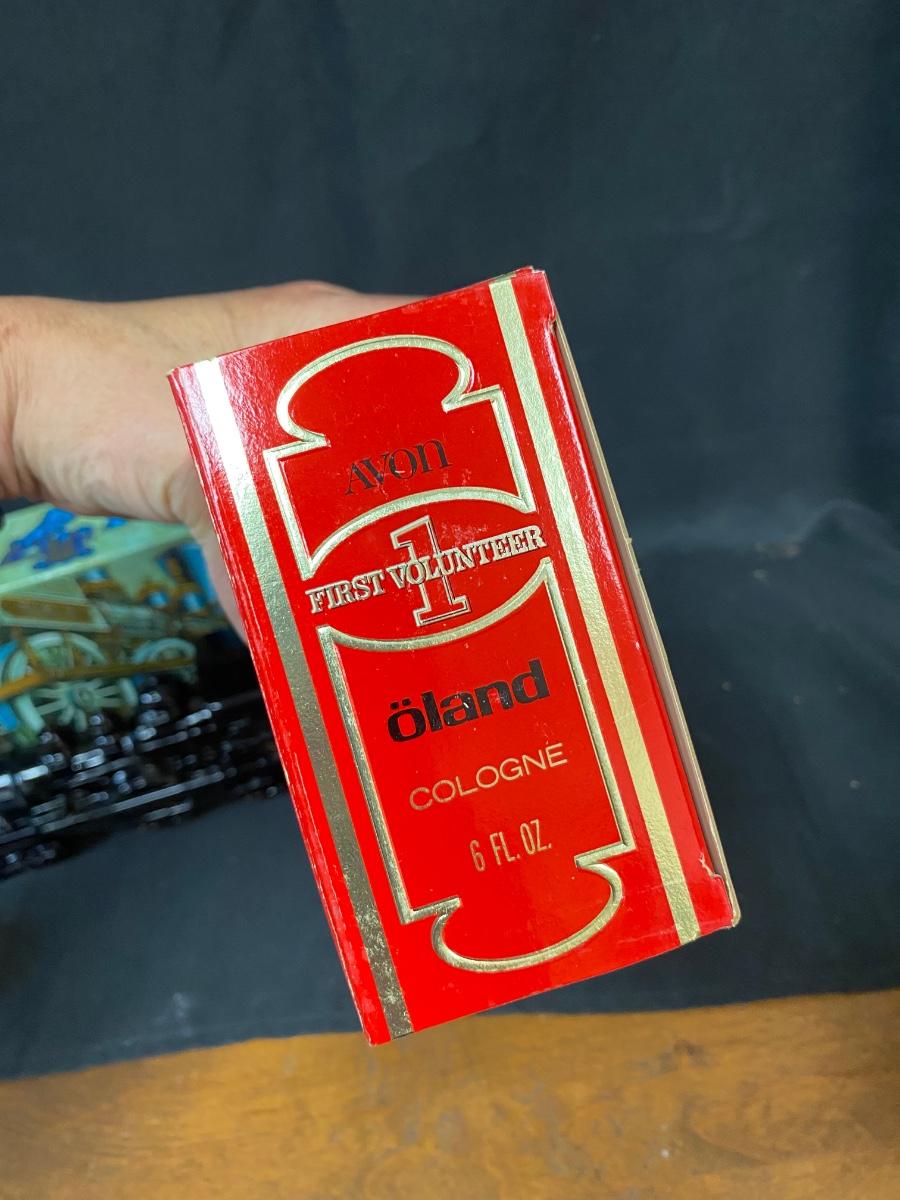 AVON
1
FIRST VOLUNTEER
öland
COLOGNE
6 FL. OZ.